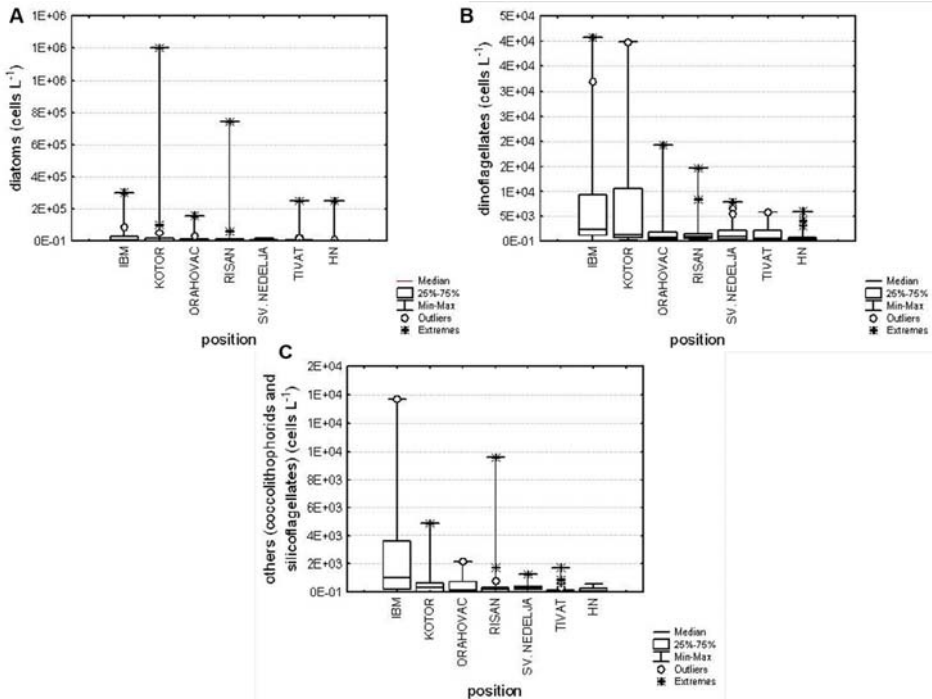 A
diatoms (cells L⁻¹)
1E+06
1E+06
1E+06
8E+05
6E+05
4E+05
2E+05
0E-01
IBM
KOTOR
ORAHOVAC
RISAN
SV. NEDELJA
TIVAT
HN
position
Median
25%-75%
Min-Max
Outliers
Extremes
B
dinoflagellates (cells L⁻¹)
5E+04
4E+04
4E+04
3E+04
3E+04
2E+04
2E+04
1E+04
1E+04
5E+03
0E-01
IBM
KOTOR
ORAHOVAC
RISAN
SV. NEDELJA
TIVAT
HN
position
Median
25%-75%
Min-Max
Outliers
Extremes
C
others (coccolithophorids and
silicoflagellates) (cells L⁻¹)
2E+04
1E+04
1E+04
1E+04
8E+03
6E+03
4E+03
2E+03
0E-01
IBM
KOTOR
ORAHOVAC
RISAN
SV. NEDELJA
TIVAT
HN
position
Median
25%-75%
Min-Max
Outliers
Extremes